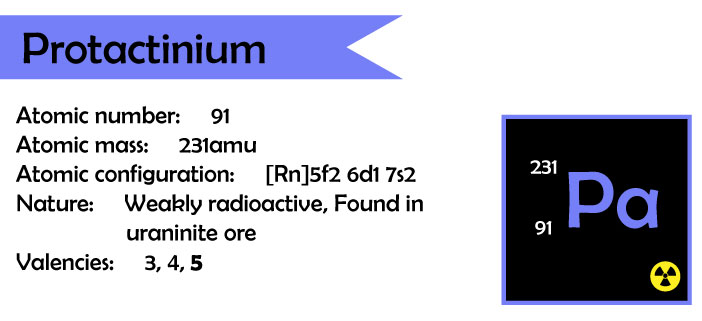 Protactinium
Atomic number: 91
Atomic mass: 231amu
Atomic configuration: [Rn]5f2 6d1 7s2
Nature: Weakly radioactive, Found in
uraninite ore
Valencies: 3, 4, 5
231
Pa
91